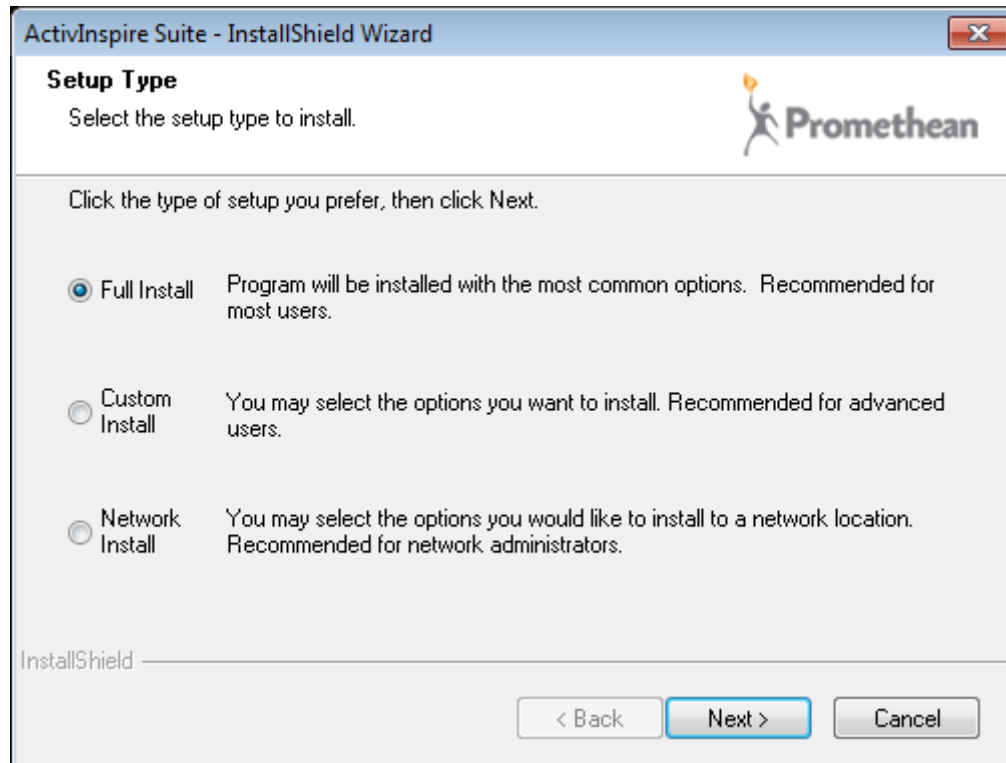 ActivInspire Suite - InstallShield Wizard
Setup Type
Select the setup type to install.
Promethean
Click the type of setup you prefer, then click Next.
Full Install
Program will be installed with the most common options.  Recommended for
most users.
Custom
Install
You may select the options you want to install. Recommended for advanced
users.
Network
Install
You may select the options you would like to install to a network location.
Recommended for network administrators.
InstallShield
< Back
Next >
Cancel